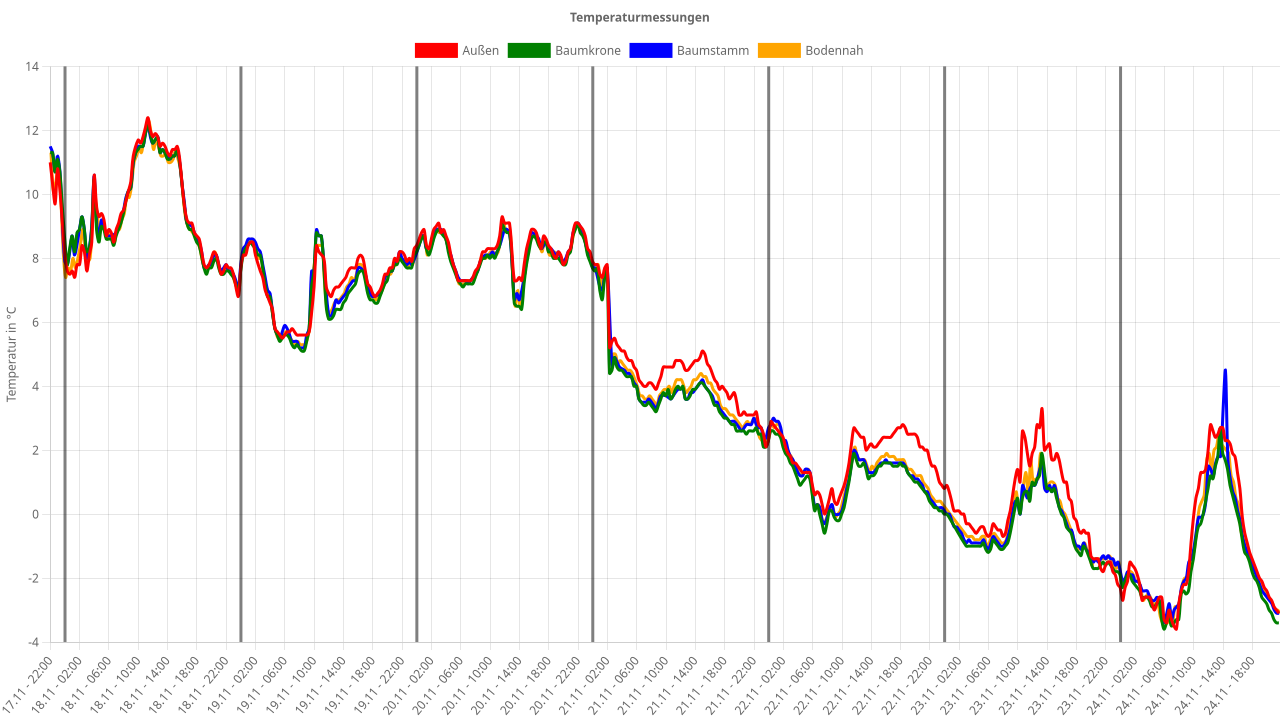 Temperaturmessungen
Außen Baumkrone Baumstamm Bodennah
Temperatur in °C
14
12
10
8
6
4
2
0
-2
-4
17.11 - 22:00
18.11 - 02:00
18.11 - 06:00
18.11 - 10:00
18.11 - 14:00
18.11 - 18:00
18.11 - 22:00
19.11 - 02:00
19.11 - 06:00
19.11 - 10:00
19.11 - 14:00
19.11 - 18:00
19.11 - 22:00
20.11 - 02:00
20.11 - 06:00
20.11 - 10:00
20.11 - 14:00
20.11 - 18:00
20.11 - 22:00
21.11 - 02:00
21.11 - 06:00
21.11 - 10:00
21.11 - 14:00
21.11 - 18:00
21.11 - 22:00
22.11 - 02:00
22.11 - 06:00
22.11 - 10:00
22.11 - 14:00
22.11 - 18:00
22.11 - 22:00
23.11 - 02:00
23.11 - 06:00
23.11 - 10:00
23.11 - 14:00
23.11 - 18:00
23.11 - 22:00
24.11 - 02:00
24.11 - 06:00
24.11 - 10:00
24.11 - 14:00
24.11 - 18:00